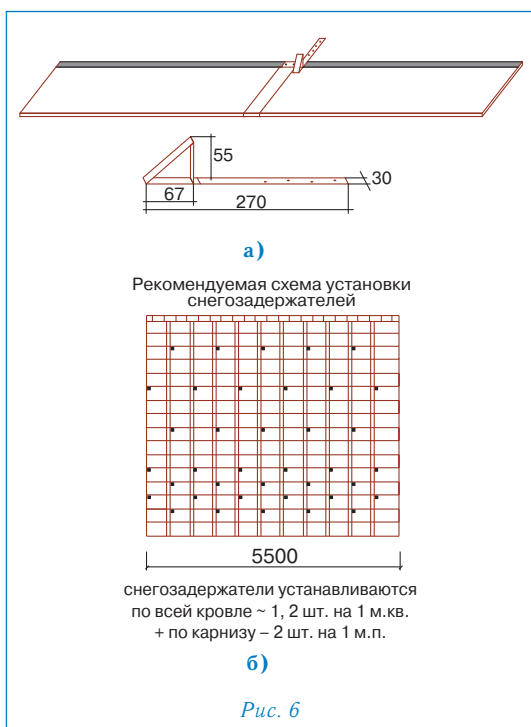 55
30
67
270
а)
Рекомендуемая схема установки
снегозадержателей
5500
снегозадержатели устанавливаются
по всей кровле ~ 1, 2 шт. на 1 м.кв.
+ по карнизу – 2 шт. на 1 м.п.
б)
Рис. 6